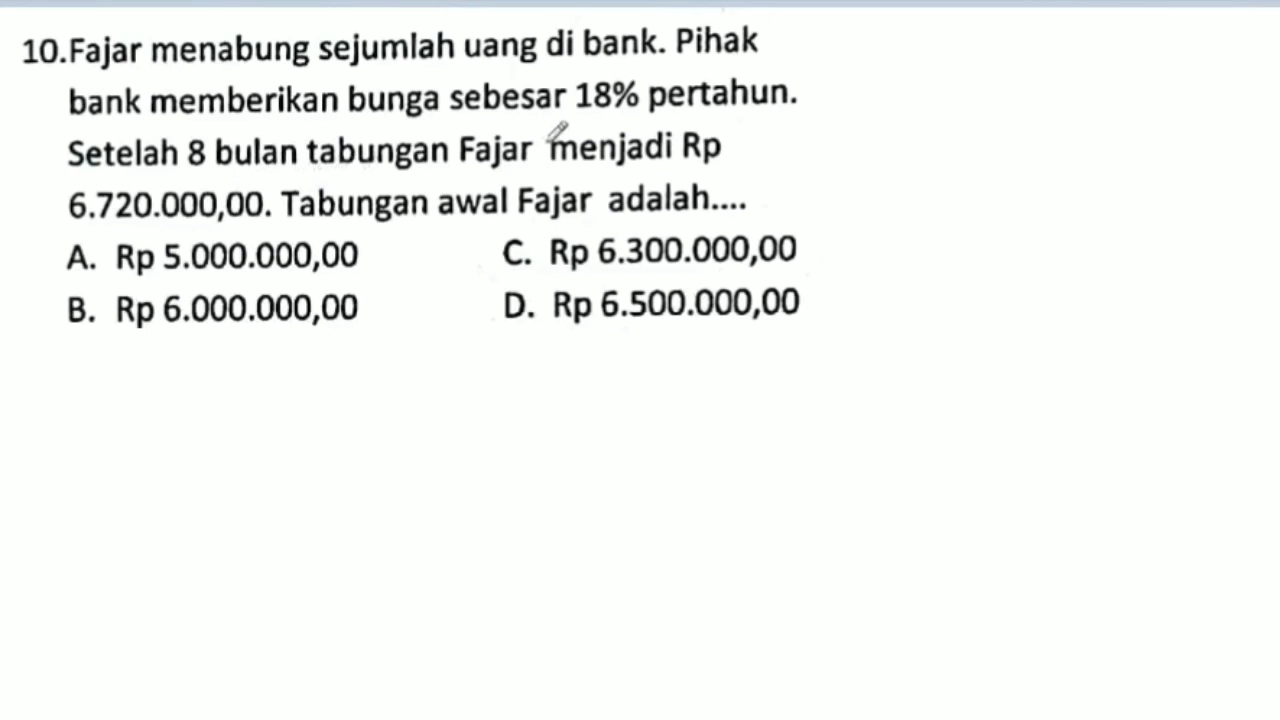 10.Fajar menabung sejumlah uang di bank. Pihak
bank memberikan bunga sebesar 18% pertahun.
Setelah 8 bulan tabungan Fajar menjadi Rp
6.720.000,00. Tabungan awal Fajar adalah....
A. Rp 5.000.000,00 C. Rp 6.300.000,00
B. Rp 6.000.000,00 D. Rp 6.500.000,00